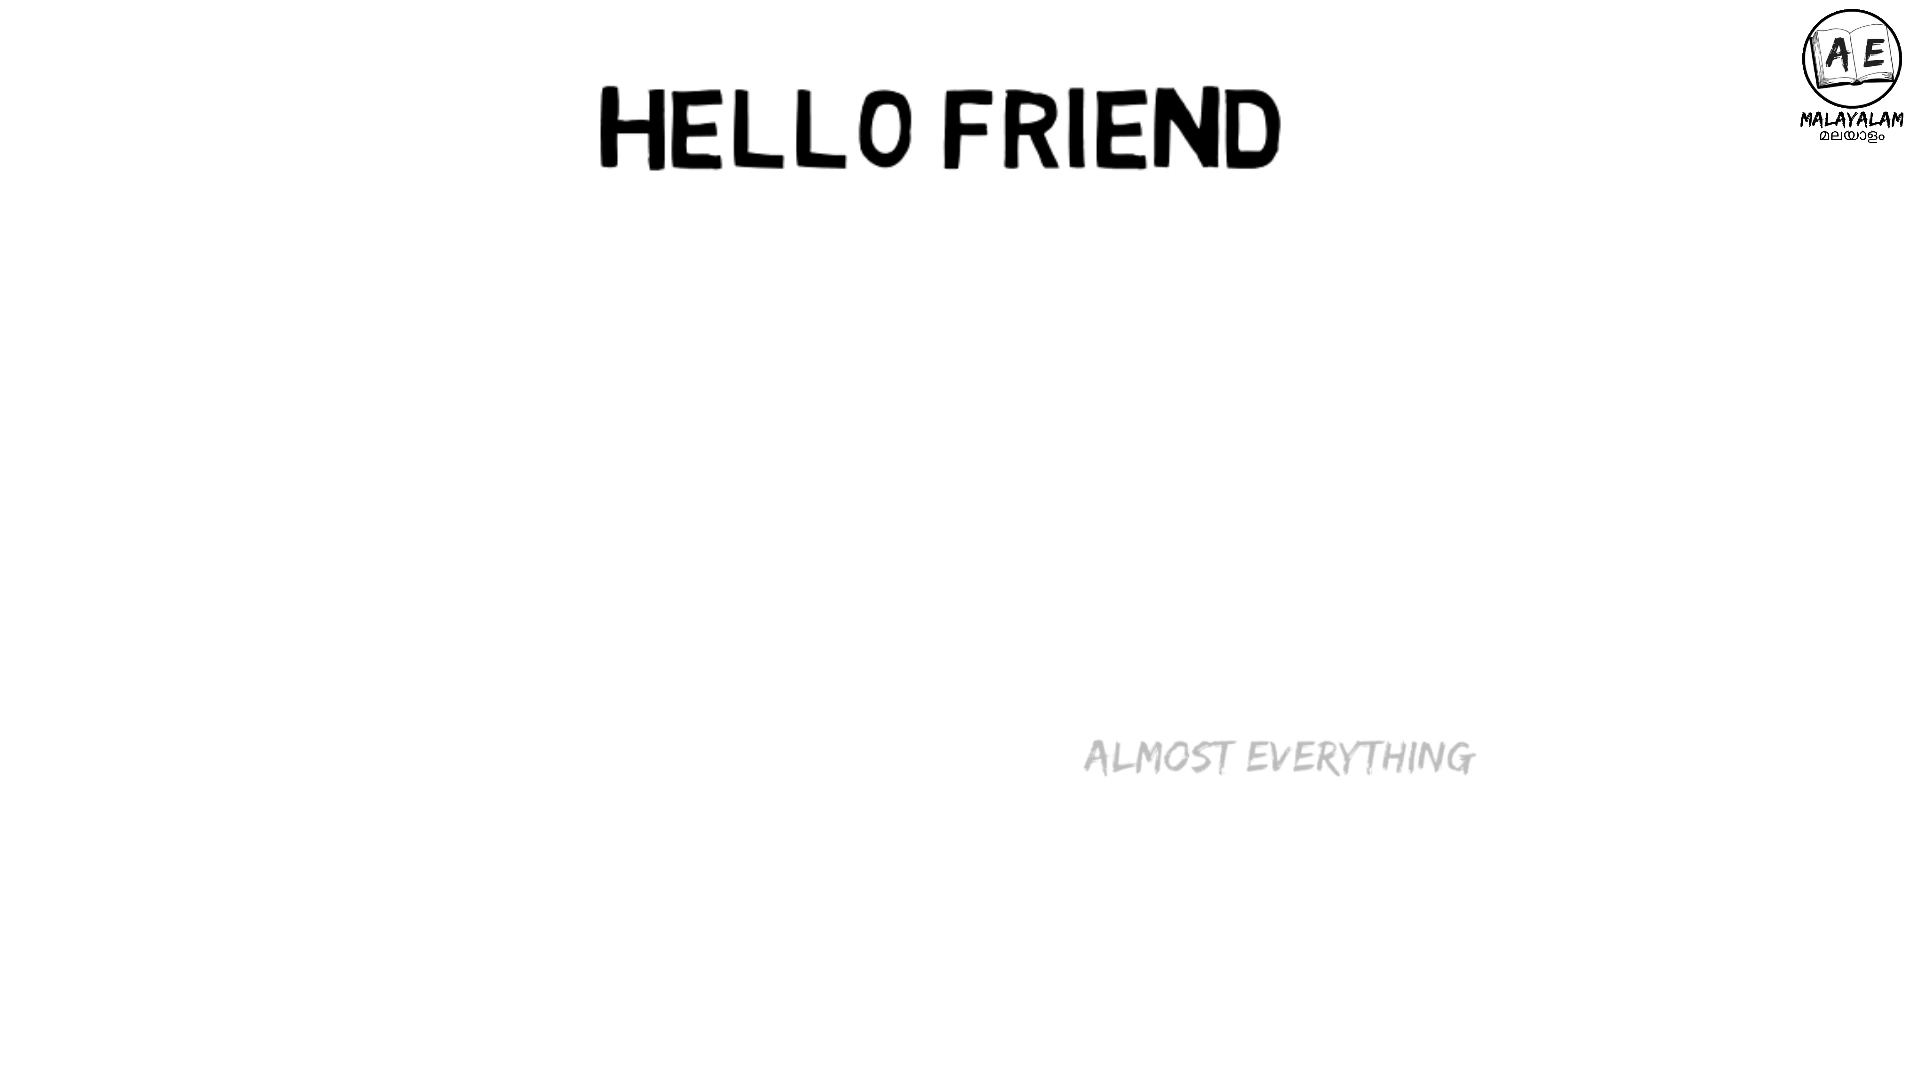 HELLO FRIEND
A E
MALAYALAM
മലയാളം
ALMOST EVERYTHING